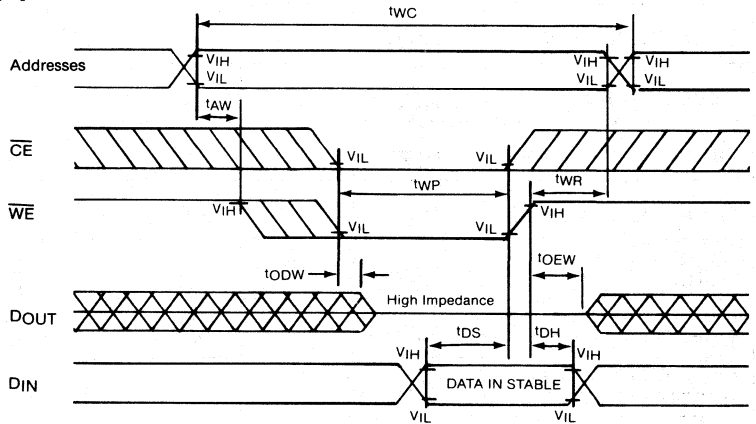 tWC
Addresses
VIH VIH VIH
VIL VIL VIL
tAW
CE
VIL VIL
tWP tWR
WE
VIH VIH
VIL VIL
tODW tOEW
DOUT
High Impedance
tDS tDH
VIH VIH
DIN
DATA IN STABLE
VIL VIL